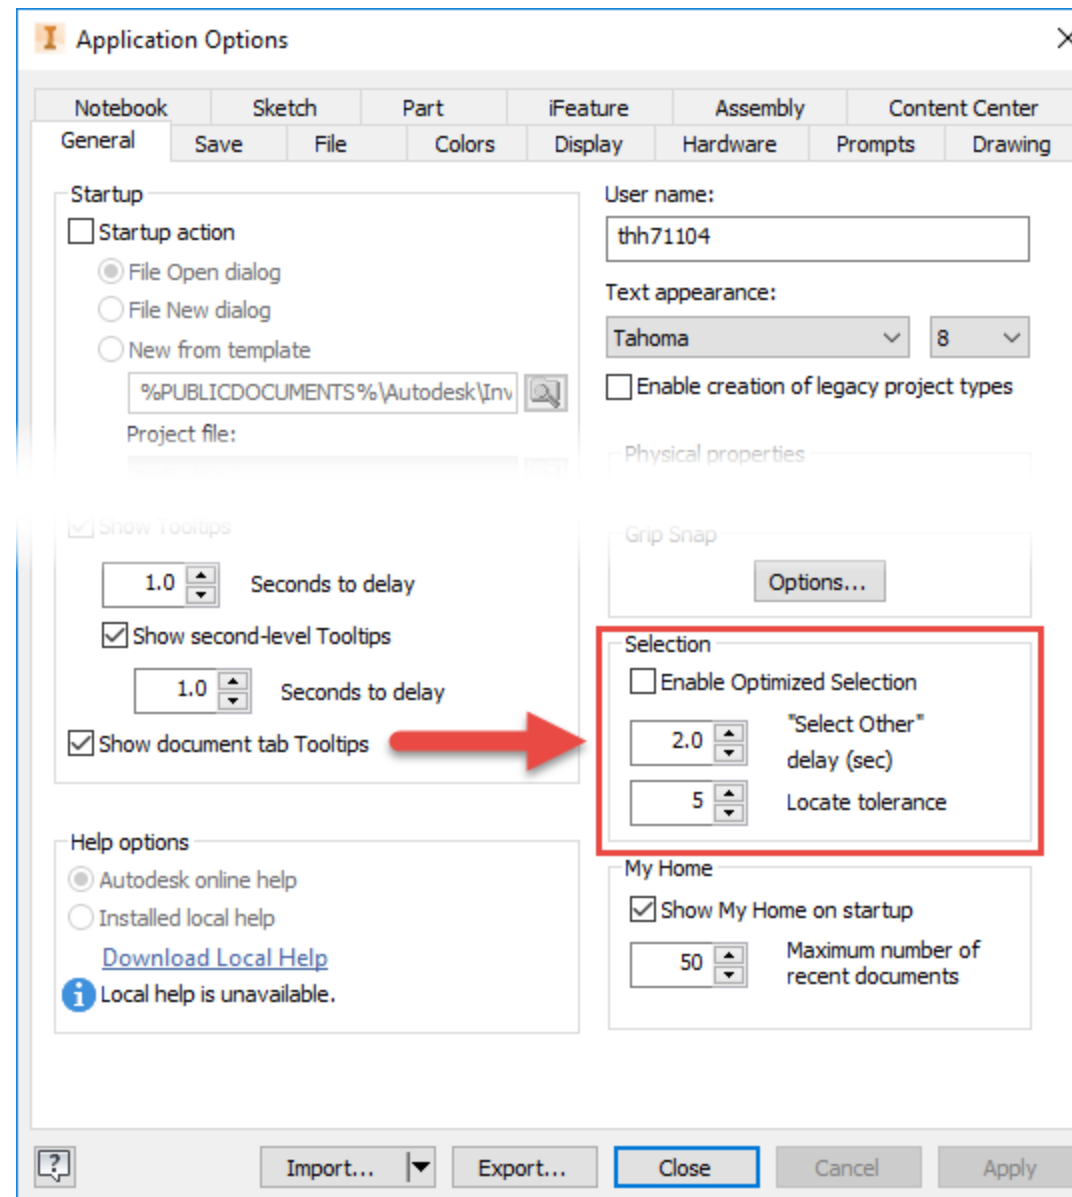 Application Options
Notebook Sketch Part iFeature Assembly Content Center
General Save File Colors Display Hardware Prompts Drawing
Startup
Startup action
File Open dialog
File New dialog
New from template
%PUBLICDOCUMENTS%\Autodesk\Inv
Project file:
Show Tooltips
1.0 Seconds to delay
Show second-level Tooltips
1.0 Seconds to delay
Show document tab Tooltips
Help options
Autodesk online help
Installed local help
Download Local Help
Local help is unavailable.
User name:
thh71104
Text appearance:
Tahoma 8
Enable creation of legacy project types
Physical properties
Grip Snap
Options...
Selection
Enable Optimized Selection
2.0 "Select Other"
delay (sec)
5 Locate tolerance
My Home
Show My Home on startup
50 Maximum number of
recent documents
Import... Export... Close Cancel Apply